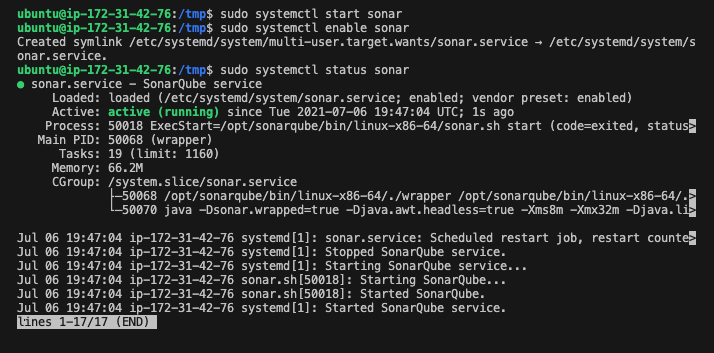 ubuntu@ip-172-31-42-76:/tmp$ sudo systemctl start sonar
ubuntu@ip-172-31-42-76:/tmp$ sudo systemctl enable sonar
Created symlink /etc/systemd/system/multi-user.target.wants/sonar.service → /etc/systemd/system/s
onar.service.
ubuntu@ip-172-31-42-76:/tmp$ sudo systemctl status sonar
● sonar.service - SonarQube service
Loaded: loaded (/etc/systemd/system/sonar.service; enabled; vendor preset: enabled)
Active: active (running) since Tue 2021-07-06 19:47:04 UTC; 1s ago
Process: 50018 ExecStart=/opt/sonarqube/bin/linux-x86-64/sonar.sh start (code=exited, status>
Main PID: 50068 (wrapper)
Tasks: 19 (limit: 1160)
Memory: 66.2M
CGroup: /system.slice/sonar.service
├─50068 /opt/sonarqube/bin/linux-x86-64/./wrapper /opt/sonarqube/bin/linux-x86-64/.>
└─50070 java -Dsonar.wrapped=true -Djava.awt.headless=true -Xms8m -Xmx32m -Djava.li>
Jul 06 19:47:04 ip-172-31-42-76 systemd[1]: sonar.service: Scheduled restart job, restart counte>
Jul 06 19:47:04 ip-172-31-42-76 systemd[1]: Stopped SonarQube service.
Jul 06 19:47:04 ip-172-31-42-76 systemd[1]: Starting SonarQube service...
Jul 06 19:47:04 ip-172-31-42-76 sonar.sh[50018]: Starting SonarQube...
Jul 06 19:47:04 ip-172-31-42-76 sonar.sh[50018]: Started SonarQube.
Jul 06 19:47:04 ip-172-31-42-76 systemd[1]: Started SonarQube service.
lines 1-17/17 (END)